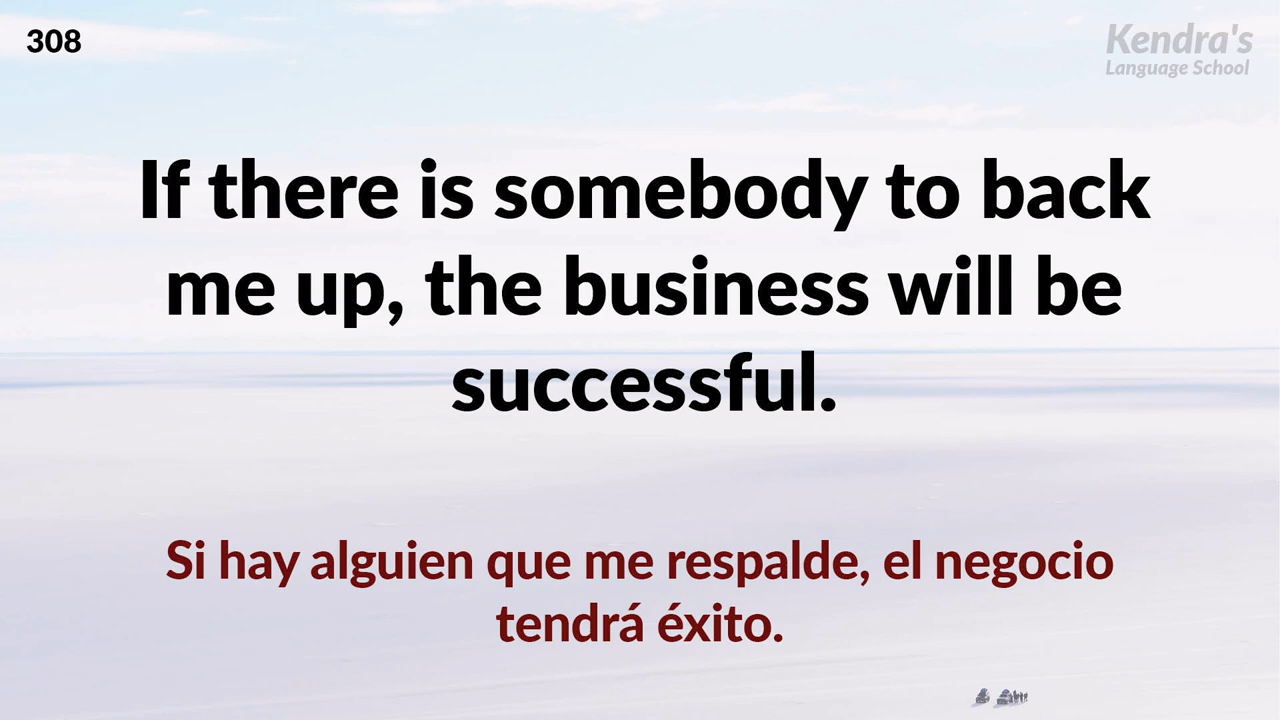 308
Kendra's
Language School
If there is somebody to back
me up, the business will be
successful.
Si hay alguien que me respalde, el negocio
tendrá éxito.